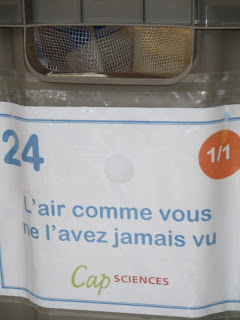 24
1/1
L'air comme vous
ne l'avez jamais vu
Cap SCIENCES